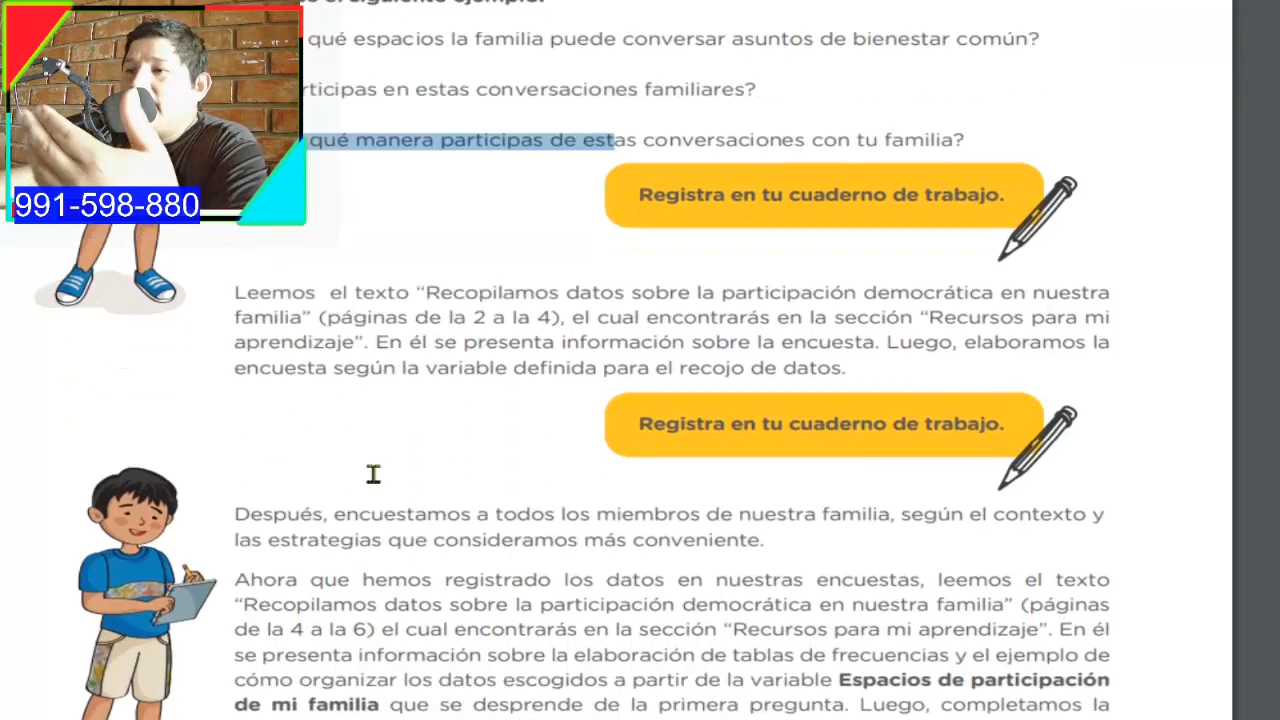 es el siguiente ejemplo:
qué espacios la familia puede conversar asuntos de bienestar común?
rticipas en estas conversaciones familiares?
qué manera participas de estas conversaciones con tu familia?
991-598-880
Registra en tu cuaderno de trabajo.
Leemos el texto “Recopilamos datos sobre la participación democrática en nuestra
familia” (páginas de la 2 a la 4), el cual encontrarás en la sección “Recursos para mi
aprendizaje”. En él se presenta información sobre la encuesta. Luego, elaboramos la
encuesta según la variable definida para el recojo de datos.
Registra en tu cuaderno de trabajo.
Después, encuestamos a todos los miembros de nuestra familia, según el contexto y
las estrategias que consideramos más conveniente.
Ahora que hemos registrado los datos en nuestras encuestas, leemos el texto
“Recopilamos datos sobre la participación democrática en nuestra familia” (páginas
de la 4 a la 6) el cual encontrarás en la sección “Recursos para mi aprendizaje”. En él
se presenta información sobre la elaboración de tablas de frecuencias y el ejemplo de
cómo organizar los datos escogidos a partir de la variable Espacios de participación
de mi familia que se desprende de la primera pregunta. Luego, completamos la